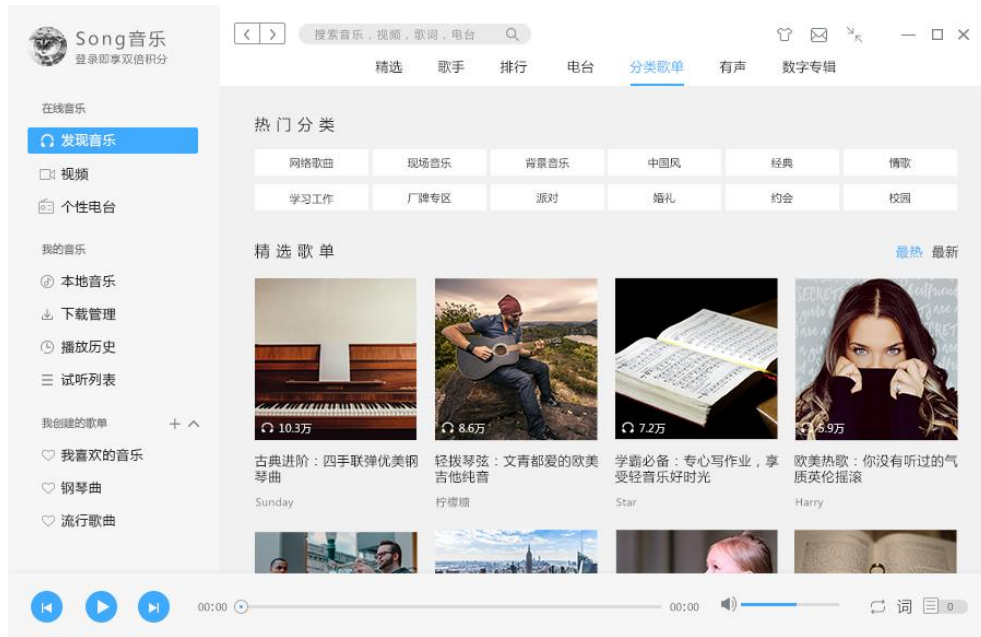 Song音乐
登录即享双倍积分
搜索音乐，视频，歌词，电台
精选 歌手 排行 电台 分类歌单 有声 数字专辑
在线音乐
发现音乐
视频
个性电台
我的音乐
本地音乐
下载管理
播放历史
试听列表
我创建的歌单
我喜欢的音乐
钢琴曲
流行歌曲
热门分类
网络歌曲 现场音乐 背景音乐 中国风 经典 情歌
学习工作 厂牌专区 派对 婚礼 约会 校园
精选歌单 最热 最新
10.3万
古典进阶：四手联弹优美钢
琴曲
Sunday
8.6万
轻拨琴弦：文青都爱的欧美
吉他纯音
柠檬糖
7.2万
学霸必备：专心写作业，享
受轻音乐好时光
Star
5.9万
欧美热歌：你没有听过的气
质英伦摇滚
Harry
00:00 00:00 词 0